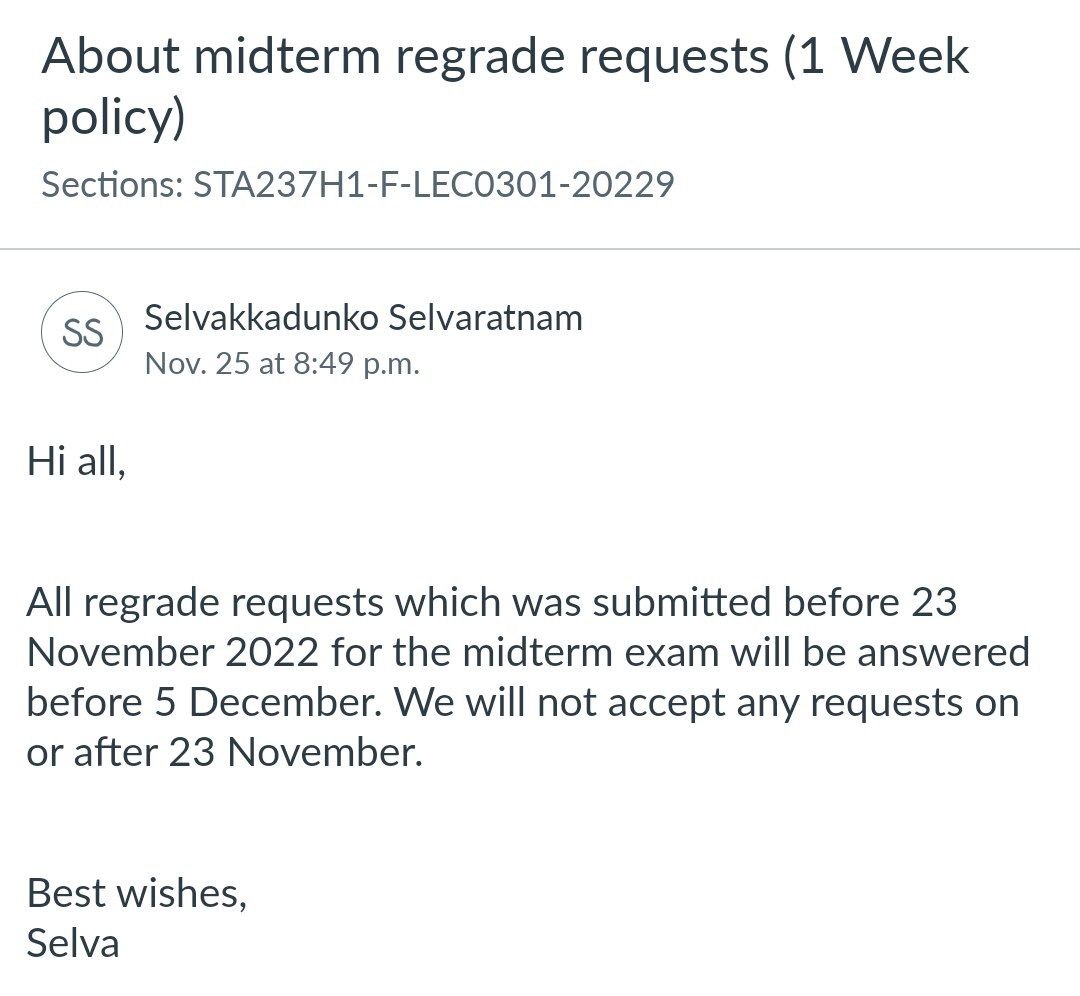 About midterm regrade requests (1 Week
policy)
Sections: STA237H1-F-LEC0301-20229
SS
Selvakkadunko Selvaratnam
Nov. 25 at 8:49 p.m.
Hi all,
All regrade requests which was submitted before 23
November 2022 for the midterm exam will be answered
before 5 December. We will not accept any requests on
or after 23 November.
Best wishes,
Selva